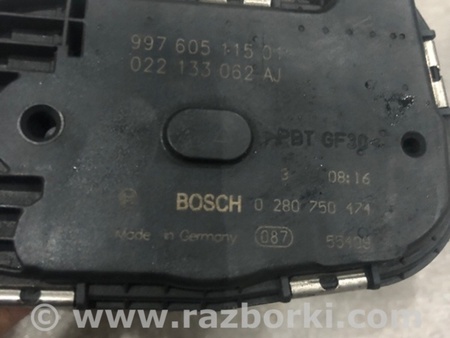 997 605 115 01
022 133 062 AJ
>PBT GF30<
3 08:16
BOSCH 0 280 750 474
Made in Germany 087
www.razborki.com